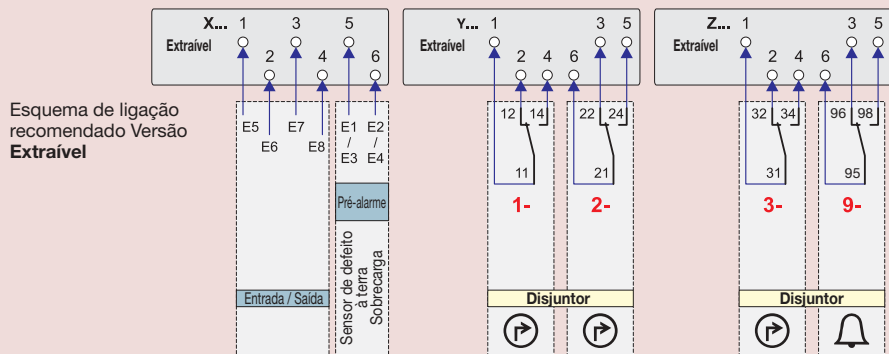 X... 1 3 5
Extraível
2 4 6
Y... 1 3 5
Extraível
2 4 6
Z... 1 3 5
Extraível
2 4 6
Esquema de ligação
recomendado Versão
Extraível
E5 E7 E1 E2
/ /
E6 E8 E3 E4
Pré-alarme
Sensor de defeito
à terra
Sobrecarga
Entrada / Saída
12 14 22 24
11 21
1- 2-
Disjuntor
32 34 96 98
31 95
3- 9-
Disjuntor